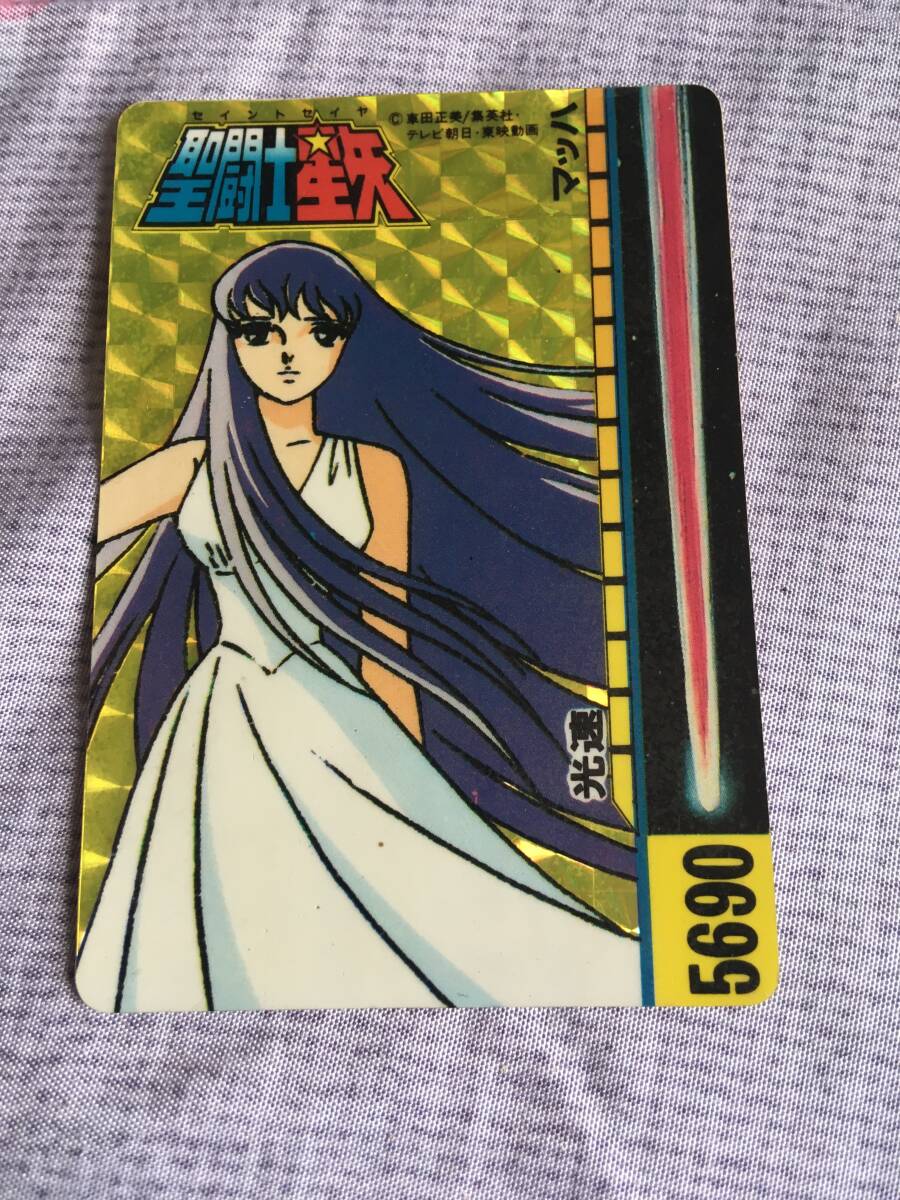 セイントセイヤ
聖闘士星矢
©車田正美/集英社・
テレビ朝日・東映動画
マッハ
光速
5690